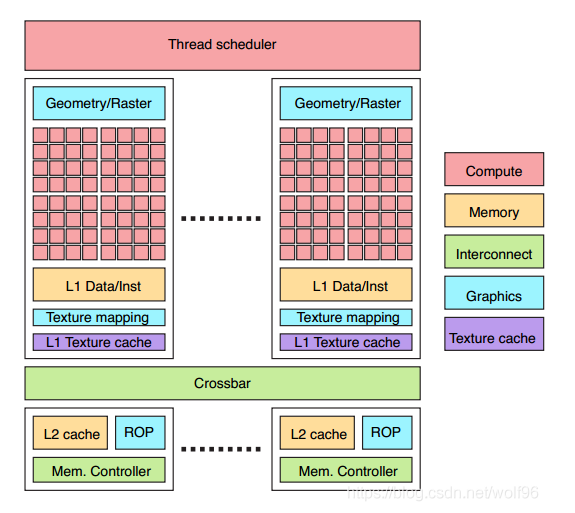 Thread scheduler
Geometry/Raster
Geometry/Raster
Compute
Memory
Interconnect
L1 Data/Inst
L1 Data/Inst
Graphics
Texture mapping
Texture mapping
L1 Texture cache
L1 Texture cache
Texture cache
Crossbar
L2 cache
ROP
L2 cache
ROP
Mem. Controller
Mem. Controller
https://blog.csdn.net/wolf96